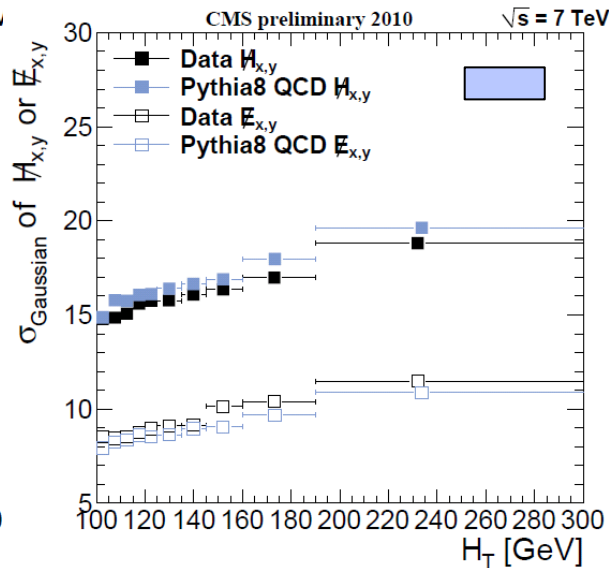 CMS preliminary 2010 √s = 7 TeV
Data H̸x,y
Pythia8 QCD H̸x,y
Data E̸x,y
Pythia8 QCD E̸x,y
σGaussian of H̸x,y or E̸x,y
30
25
20
15
10
5
100 120 140 160 180 200 220 240 260 280 300
HT [GeV]